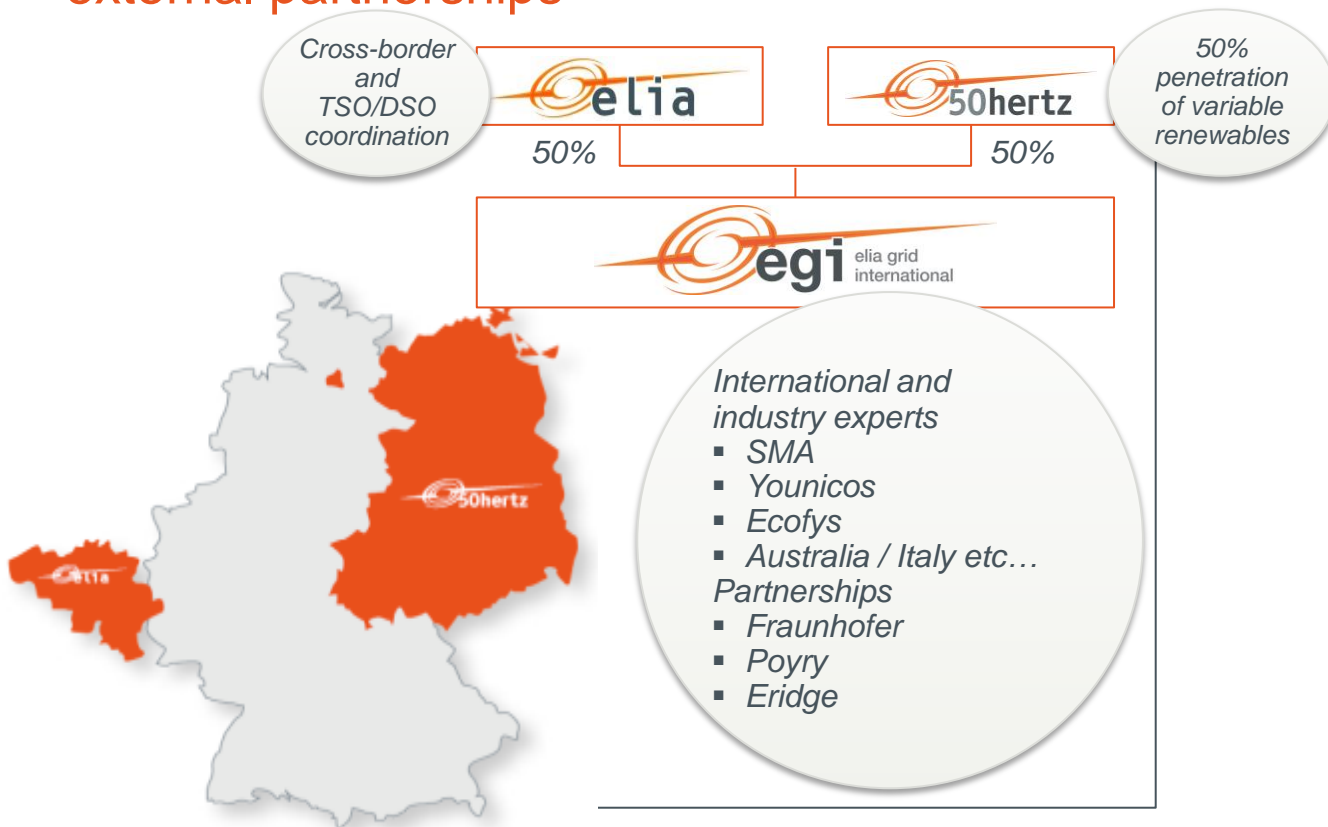 external partnerships
Cross-border
and
TSO/DSO
coordination
elia
50hertz
50%
penetration
of variable
renewables
50%
50%
egi
elia grid
international
International and
industry experts
▪ SMA
▪ Younicos
▪ Ecofys
▪ Australia / Italy etc…
Partnerships
▪ Fraunhofer
▪ Poyry
▪ Eridge
50hertz
elia